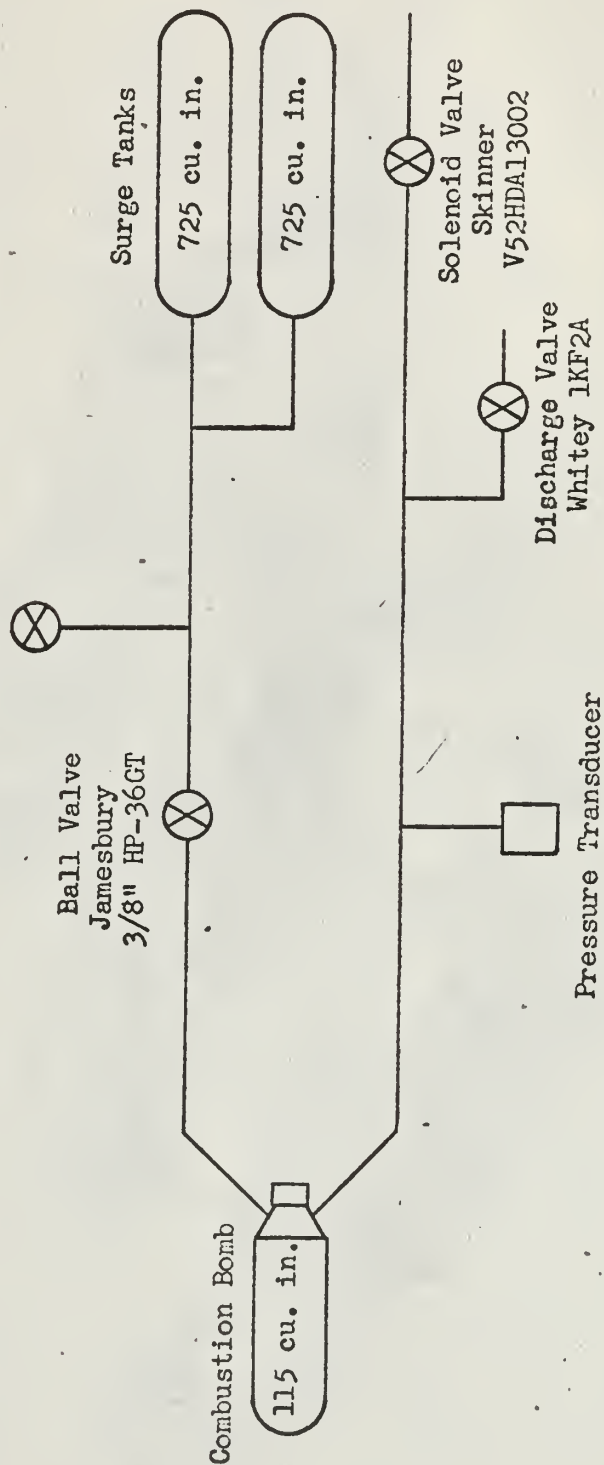 Surge Tanks
725 cu. in.
725 cu. in.
Ball Valve
Jamesbury
3/8" HP-36GT
Solenoid Valve
Skinner
V52HDA13002
Discharge Valve
Whitey 1KF2A
Pressure Transducer
Combustion Bomb
115 cu. in.